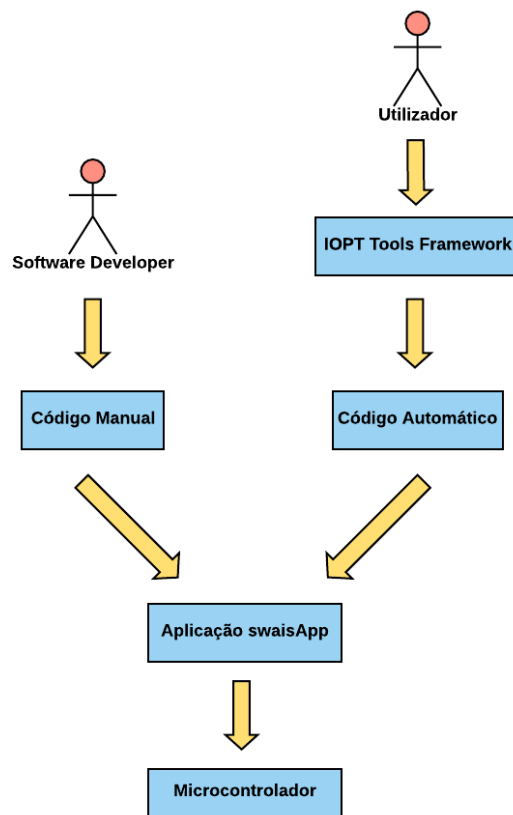 Utilizador
Software Developer
IOPT Tools Framework
Código Manual
Código Automático
Aplicação swaisApp
Microcontrolador